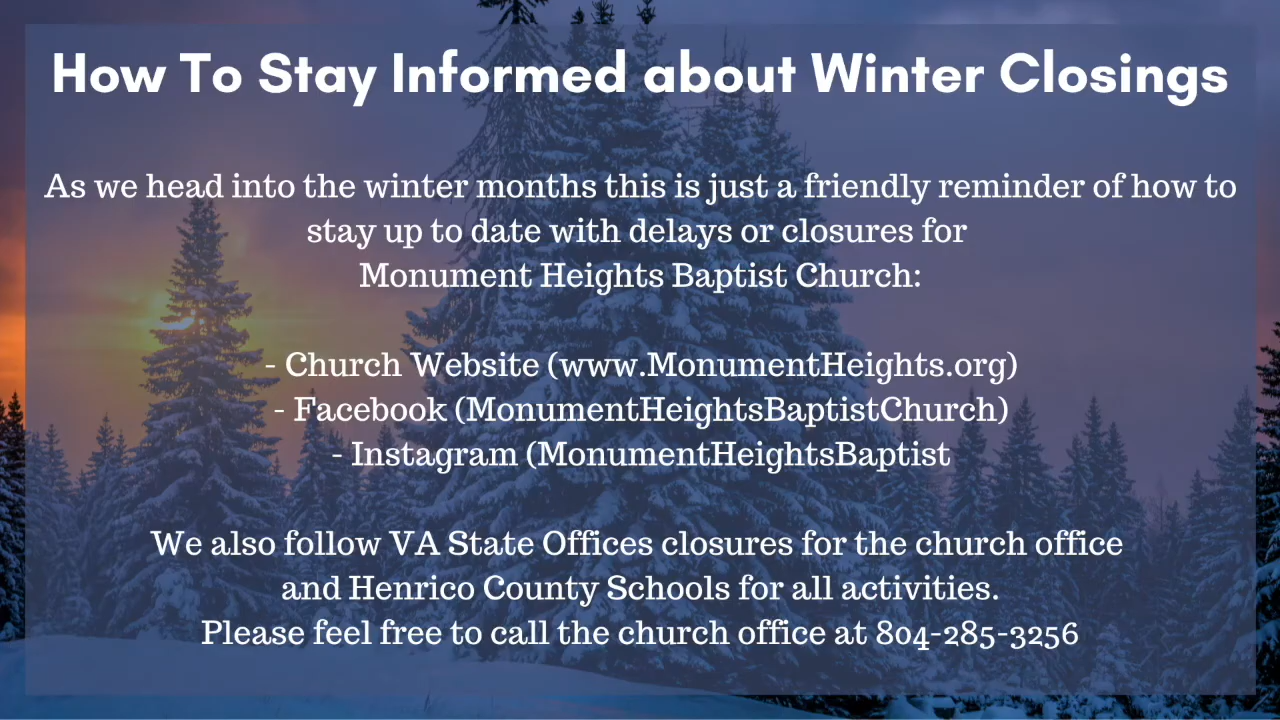 How To Stay Informed about Winter Closings
As we head into the winter months this is just a friendly reminder of how to
stay up to date with delays or closures for
Monument Heights Baptist Church:
- Church Website (www.MonumentHeights.org)
- Facebook (MonumentHeightsBaptistChurch)
- Instagram (MonumentHeightsBaptist
We also follow VA State Offices closures for the church office
and Henrico County Schools for all activities.
Please feel free to call the church office at 804-285-3256